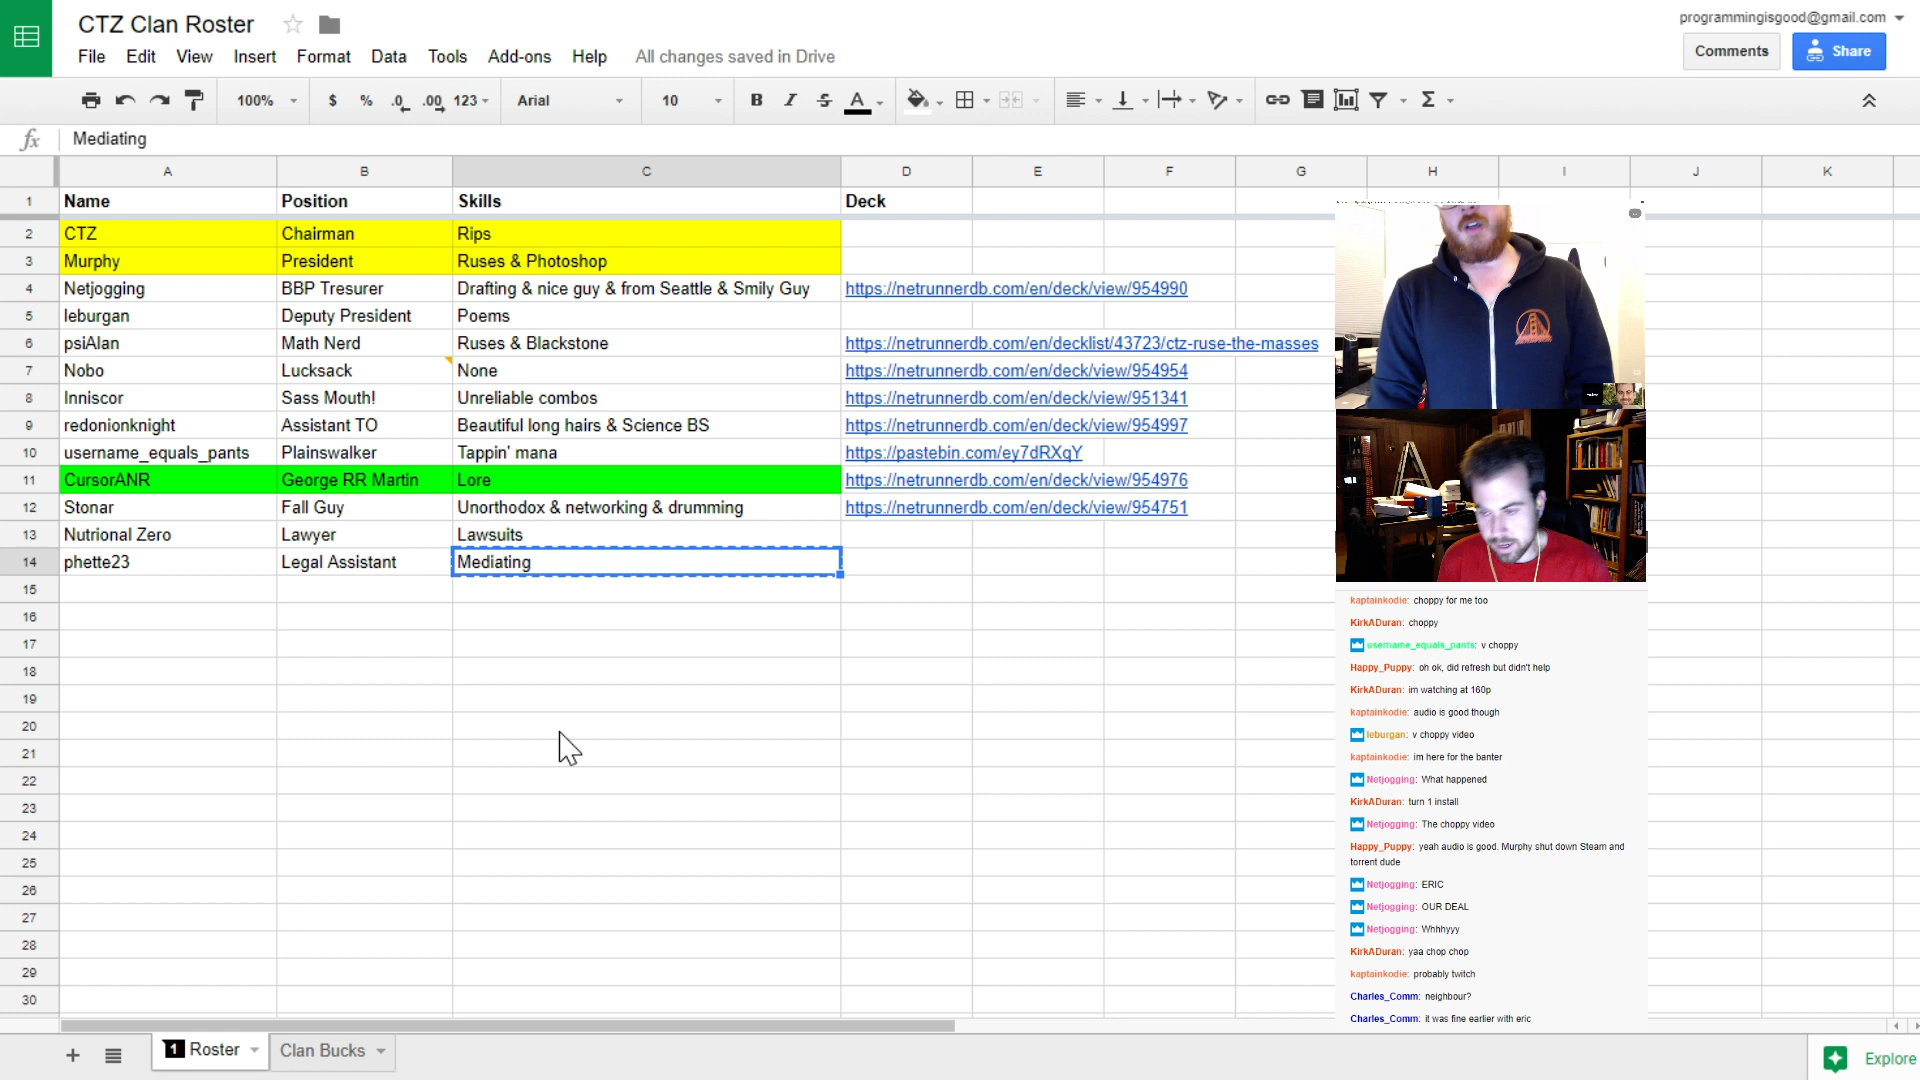 CTZ Clan Roster
programmingisgood@gmail.com
File Edit View Insert Format Data Tools Add-ons Help All changes saved in Drive
Comments Share
100% $ % .0 .00 123 Arial 10 B I S A Σ
fx Mediating
A B C D E F G H I J K
1 Name Position Skills Deck
2 CTZ Chairman Rips
3 Murphy President Ruses & Photoshop
4 Netjogging BBP Tresurer Drafting & nice guy & from Seattle & Smily Guy https://netrunnerdb.com/en/deck/view/954990
5 leburgan Deputy President Poems
6 psiAlan Math Nerd Ruses & Blackstone https://netrunnerdb.com/en/decklist/43723/ctz-ruse-the-masses
7 Nobo Lucksack None https://netrunnerdb.com/en/deck/view/954954
8 Inniscor Sass Mouth! Unreliable combos https://netrunnerdb.com/en/deck/view/951341
9 redonionknight Assistant TO Beautiful long hairs & Science BS https://netrunnerdb.com/en/deck/view/954997
10 username_equals_pants Plainswalker Tappin' mana https://pastebin.com/ey7dRXqY
11 CursorANR George RR Martin Lore https://netrunnerdb.com/en/deck/view/954976
12 Stonar Fall Guy Unorthodox & networking & drumming https://netrunnerdb.com/en/deck/view/954751
13 Nutrional Zero Lawyer Lawsuits
14 phette23 Legal Assistant Mediating
15
16
17
18
19
20
21
22
23
24
25
26
27
28
29
30
kaptainkodie: choppy for me too
KirkADuran: choppy
username_equals_pants: v choppy
Happy_Puppy: oh ok, did refresh but didn't help
KirkADuran: im watching at 160p
kaptainkodie: audio is good though
leburgan: v choppy video
kaptainkodie: im here for the banter
Netjogging: What happened
KirkADuran: turn 1 install
Netjogging: The choppy video
Happy_Puppy: yeah audio is good. Murphy shut down Steam and
torrent dude
Netjogging: ERIC
Netjogging: OUR DEAL
Netjogging: Whhhyyy
KirkADuran: yaa chop chop
kaptainkodie: probably twitch
Charles_Comm: neighbour?
Charles_Comm: it was fine earlier with eric
1 Roster Clan Bucks
Explore